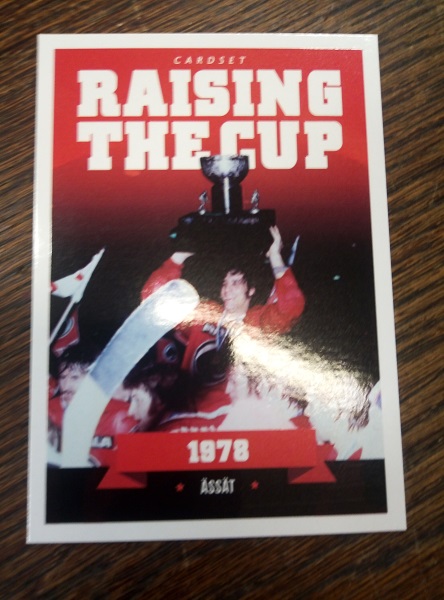 CARDSET
RAISING
THE CUP
1978
ÄSSÄT